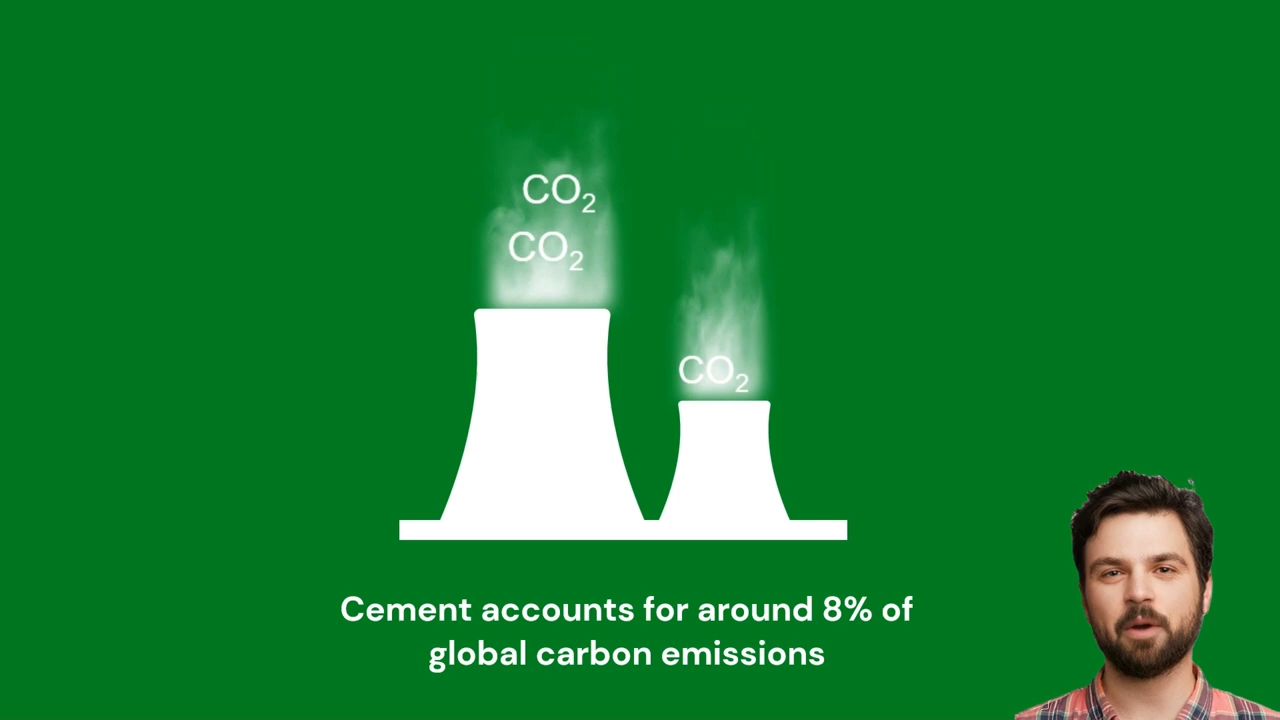 CO₂
CO₂
CO₂
Cement accounts for around 8% of
global carbon emissions